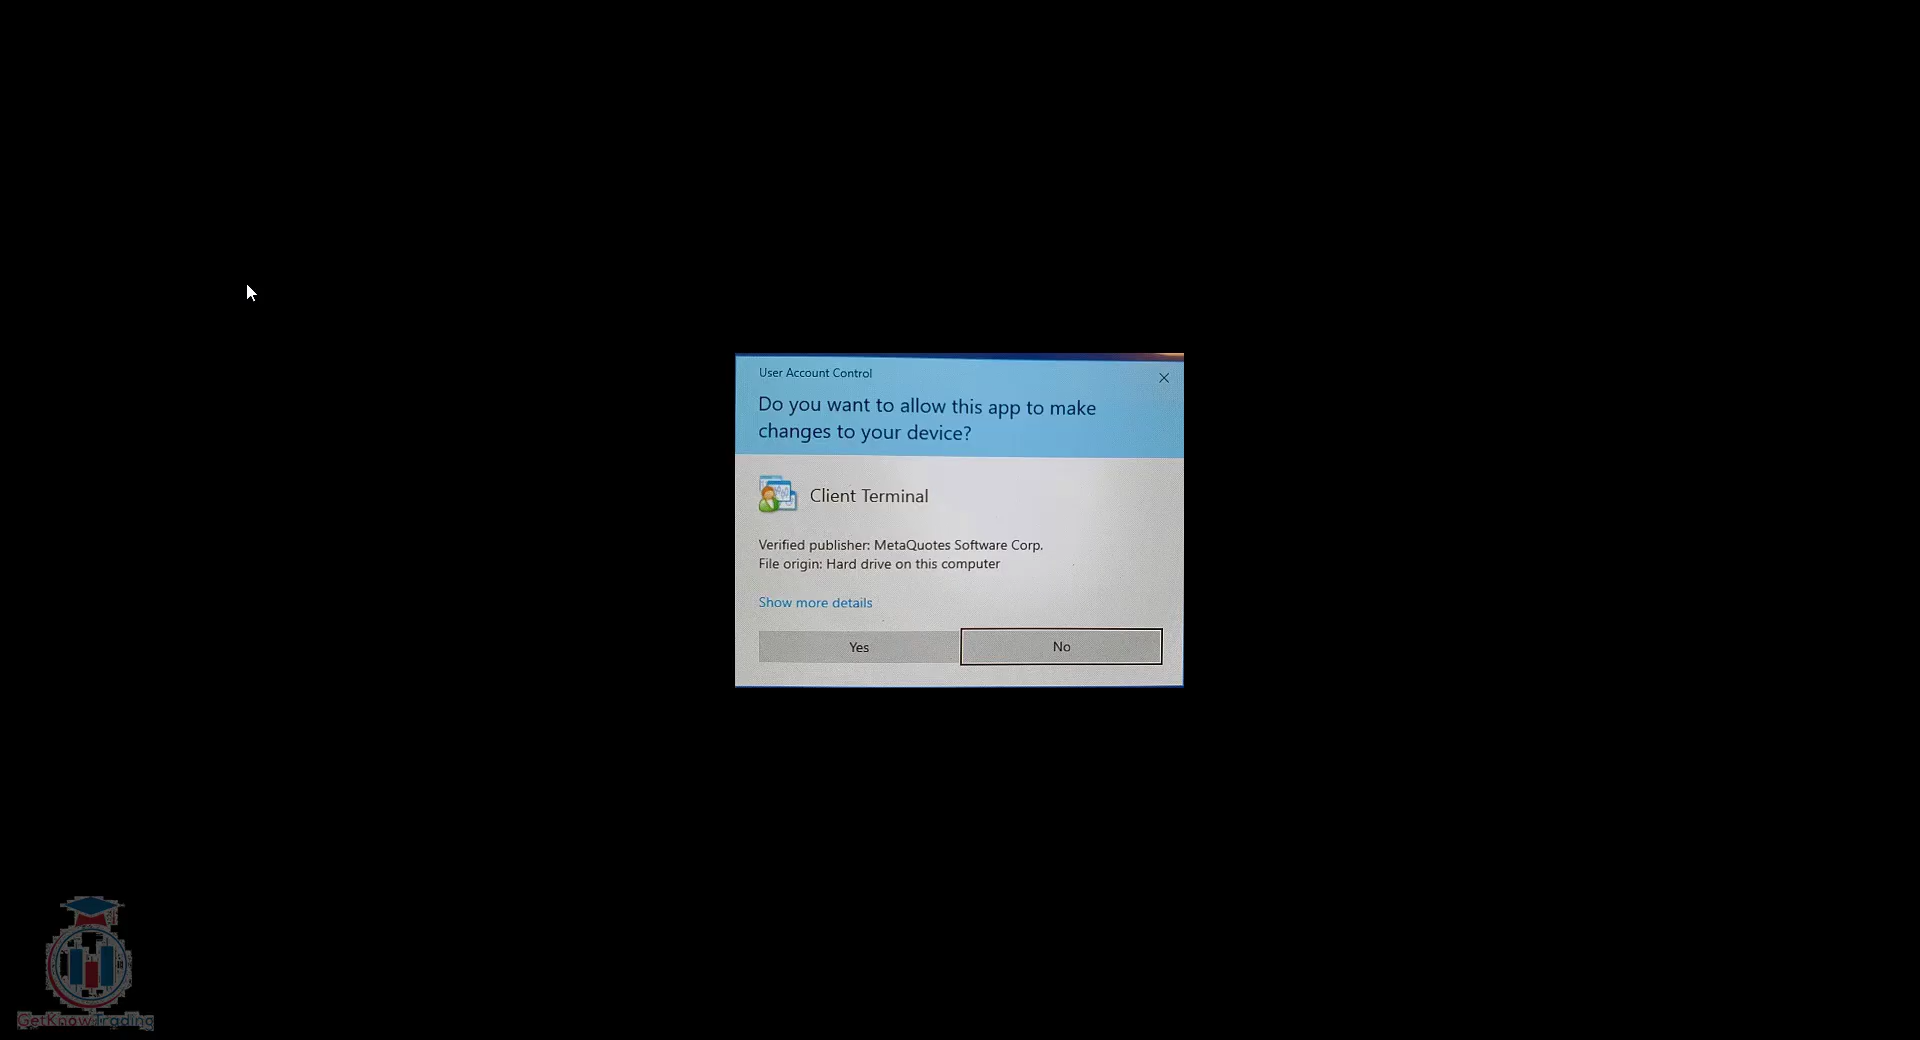 User Account Control
Do you want to allow this app to make
changes to your device?
Client Terminal
Verified publisher: MetaQuotes Software Corp.
File origin: Hard drive on this computer
Show more details
Yes
No
GetKnowTrading